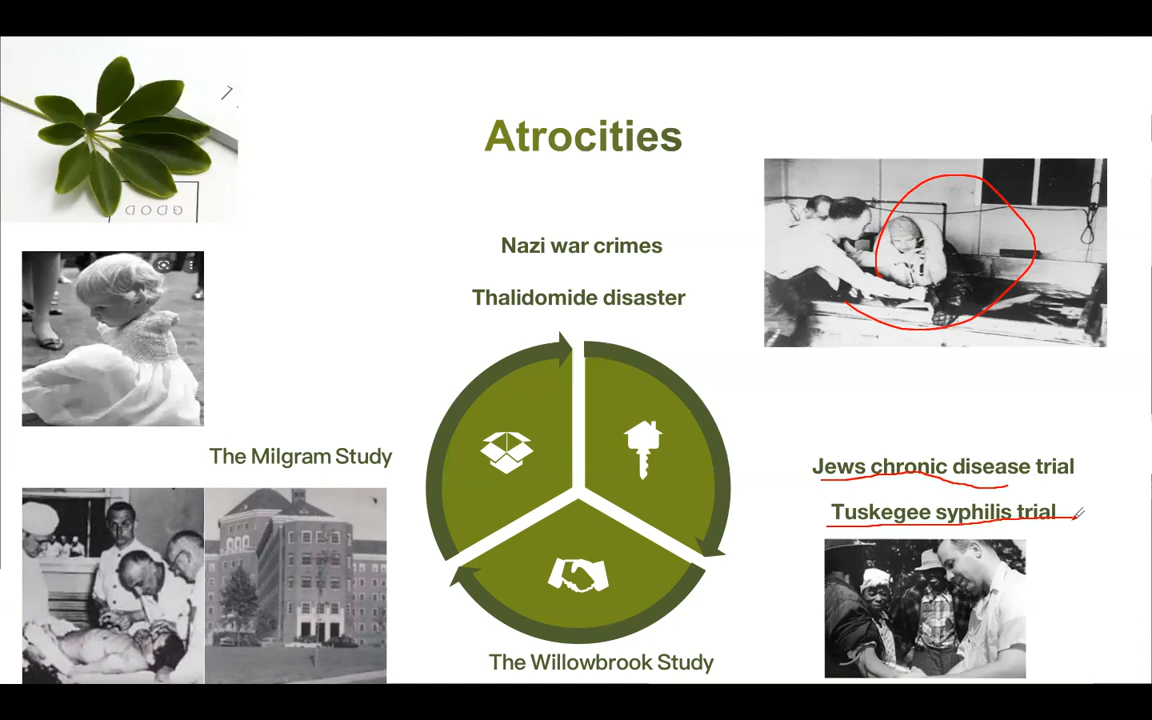 Atrocities
Nazi war crimes
Thalidomide disaster
The Milgram Study
Jews chronic disease trial
Tuskegee syphilis trial
The Willowbrook Study